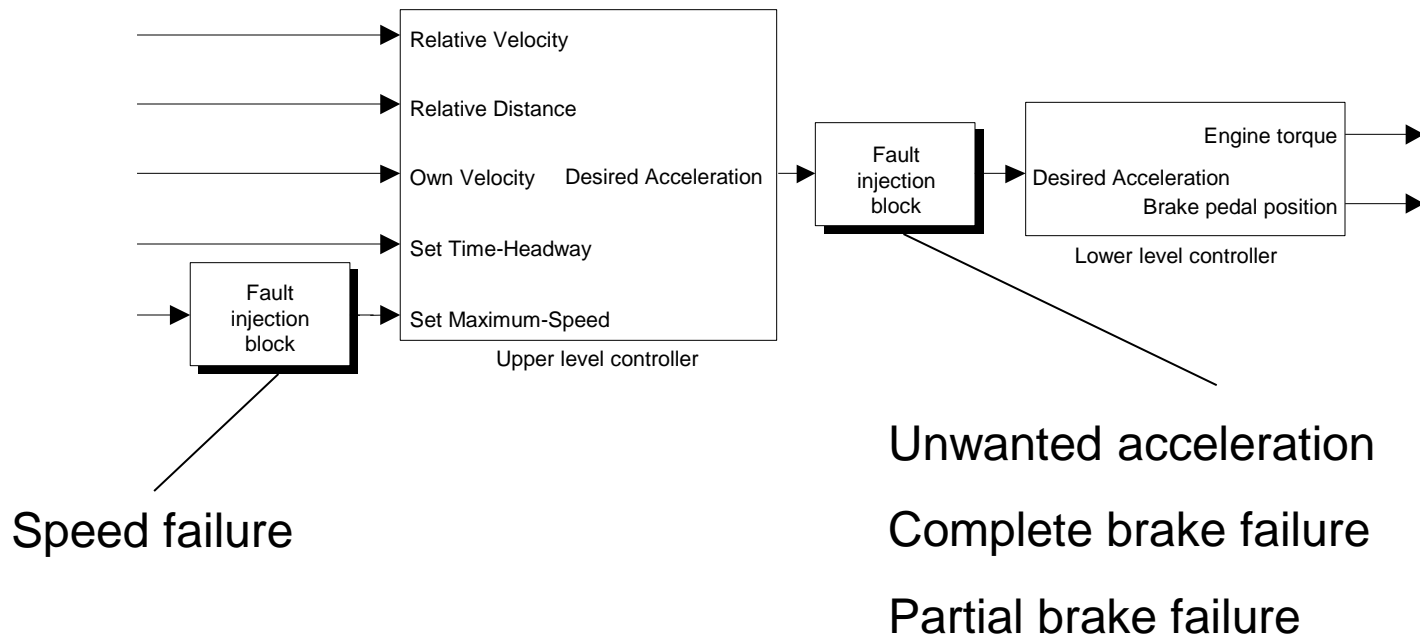 Relative Velocity
Relative Distance
Own Velocity
Desired Acceleration
Set Time-Headway
Set Maximum-Speed
Upper level controller
Fault
injection
block
Fault
injection
block
Engine torque
Desired Acceleration
Brake pedal position
Lower level controller
Speed failure
Unwanted acceleration
Complete brake failure
Partial brake failure